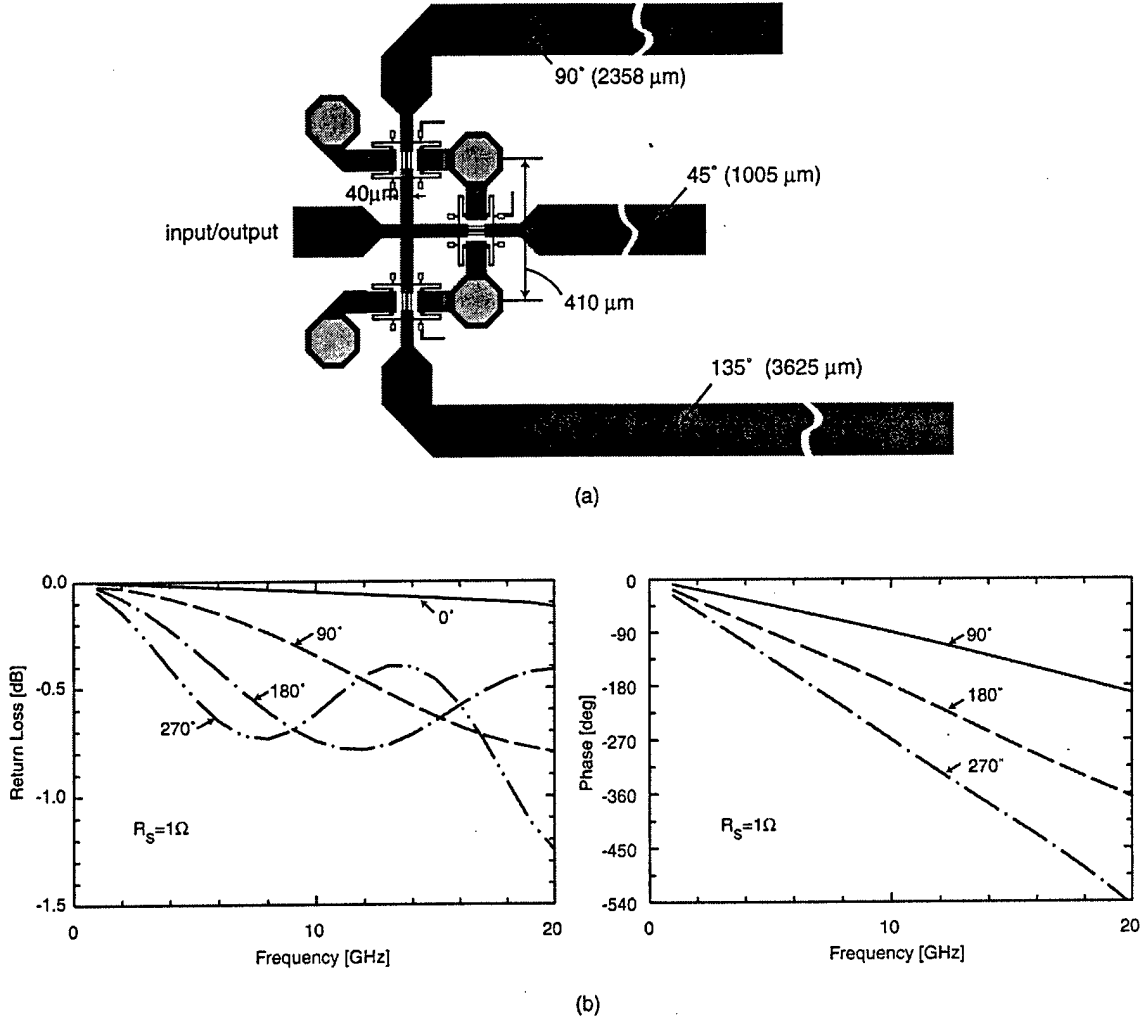 90° (2358 μm)
40μm
45° (1005 μm)
input/output
410 μm
135° (3625 μm)
(a)
0.0
-0.5
-1.0
-1.5
Return Loss [dB]
0°
90°
180°
270°
RS=1Ω
0
10
20
Frequency [GHz]
0
-90
-180
-270
-360
-450
-540
Phase [deg]
90°
180°
270°
RS=1Ω
0
10
20
Frequency [GHz]
(b)